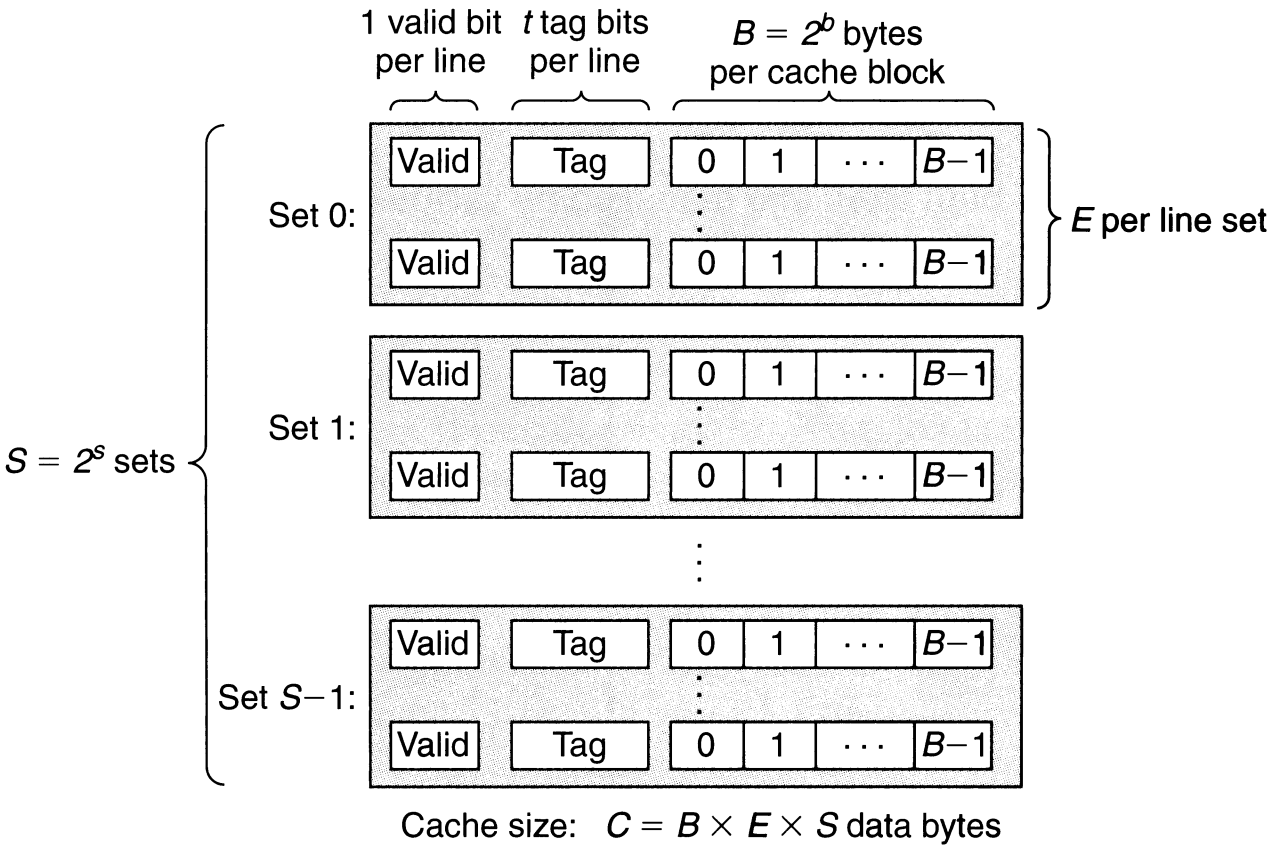 1 valid bit per line
t tag bits per line
B = 2^b bytes per cache block
Set 0:
Valid Tag 0 1 ··· B−1
Valid Tag 0 1 ··· B−1
E per line set
Set 1:
Valid Tag 0 1 ··· B−1
Valid Tag 0 1 ··· B−1
S = 2^s sets
Set S−1:
Valid Tag 0 1 ··· B−1
Valid Tag 0 1 ··· B−1
Cache size: C = B × E × S data bytes